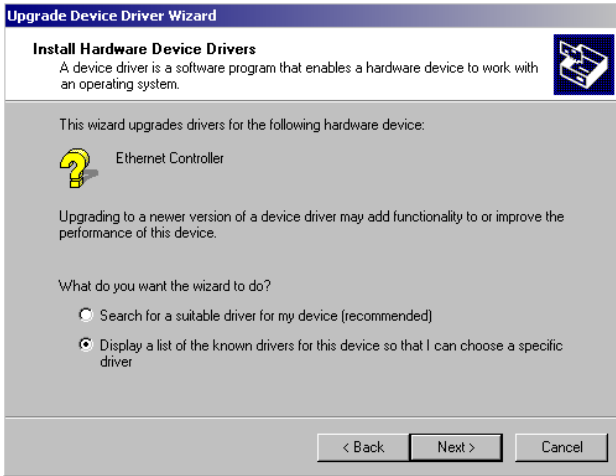 Upgrade Device Driver Wizard
Install Hardware Device Drivers
A device driver is a software program that enables a hardware device to work with
an operating system.
This wizard upgrades drivers for the following hardware device:
Ethernet Controller
Upgrading to a newer version of a device driver may add functionality to or improve the
performance of this device.
What do you want the wizard to do?
Search for a suitable driver for my device (recommended)
Display a list of the known drivers for this device so that I can choose a specific
driver
< Back
Next >
Cancel